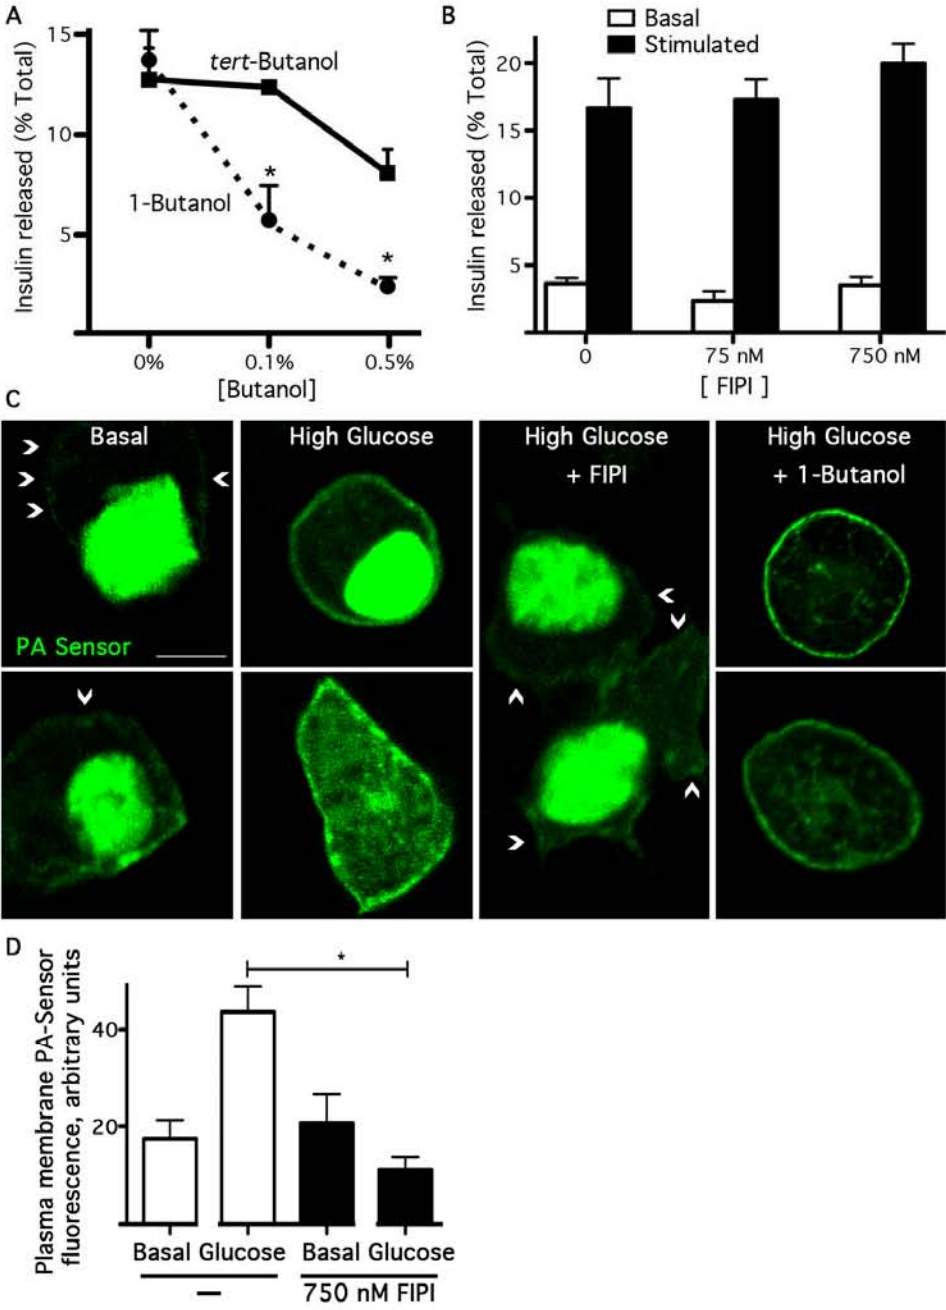 A
Insulin released (% Total)
15
10
5
tert-Butanol
1-Butanol
*
*
0%
0.1%
0.5%
[Butanol]
B
Basal
Stimulated
Insulin released (% Total)
20
15
10
5
0
75 nM
750 nM
[ FIPI ]
C
Basal
PA Sensor
High Glucose
High Glucose
+ FIPI
High Glucose
+ 1-Butanol
D
Plasma membrane PA-Sensor
fluorescence, arbitrary units
40
20
*
Basal Glucose
Basal Glucose
–
750 nM FIPI